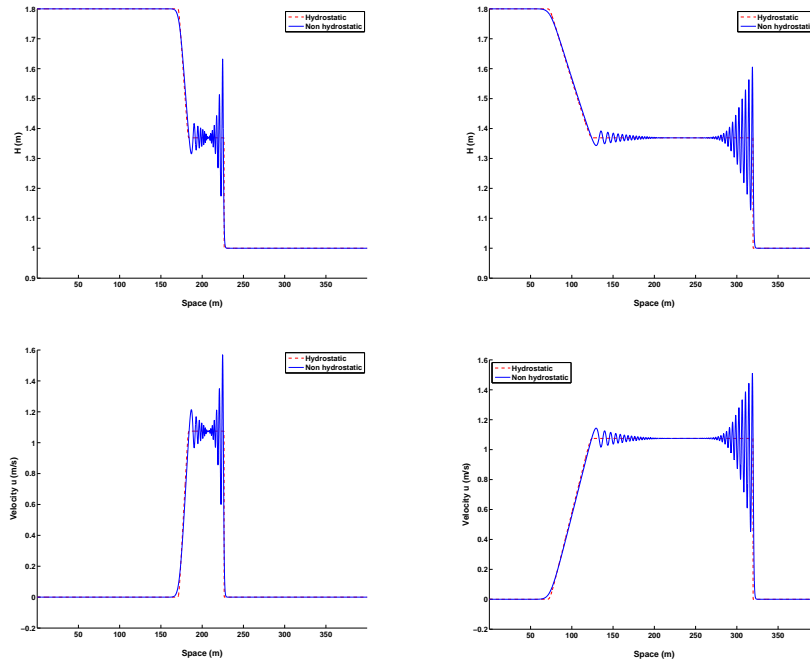 1.8
1.7
1.6
1.5
1.4
1.3
1.2
1.1
1
0.9
H (m)
50 100 150 200 250 300 350
Space (m)
Hydrostatic
Non hydrostatic
1.8
1.7
1.6
1.5
1.4
1.3
1.2
1.1
1
0.9
H (m)
50 100 150 200 250 300 350
Space (m)
Hydrostatic
Non hydrostatic
1.6
1.4
1.2
1
0.8
0.6
0.4
0.2
0
−0.2
Velocity u (m/s)
50 100 150 200 250 300 350
Space (m)
Hydrostatic
Non hydrostatic
1.6
1.4
1.2
1
0.8
0.6
0.4
0.2
0
−0.2
Velocity u (m/s)
50 100 150 200 250 300 350
Space (m)
Hydrostatic
Non hydrostatic